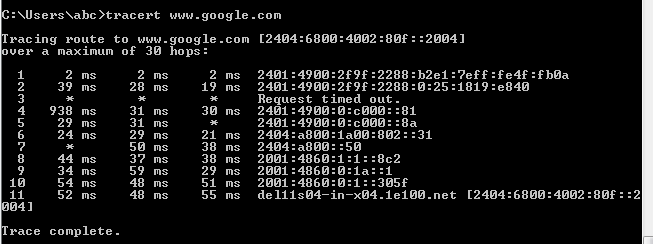 C:\Users\abc>tracert www.google.com
Tracing route to www.google.com [2404:6800:4002:80f::2004]
over a maximum of 30 hops:
1 2 ms 2 ms 2 ms 2401:4900:2f9f:2288:b2e1:7eff:fe4f:fb0a
2 39 ms 28 ms 19 ms 2401:4900:2f9f:2288:0:25:1819:e840
3 * * * Request timed out.
4 938 ms 31 ms 30 ms 2401:4900:0:c000::81
5 29 ms 31 ms * 2401:4900:0:c000::8a
6 24 ms 29 ms 21 ms 2404:a800:1a00:802::31
7 * 50 ms 38 ms 2404:a800::50
8 44 ms 37 ms 38 ms 2001:4860:1:1::8c2
9 34 ms 59 ms 29 ms 2001:4860:0:1a::1
10 54 ms 48 ms 51 ms 2001:4860:0:1::305f
11 52 ms 48 ms 55 ms del11s04-in-x04.1e100.net [2404:6800:4002:80f::2
004]
Trace complete.